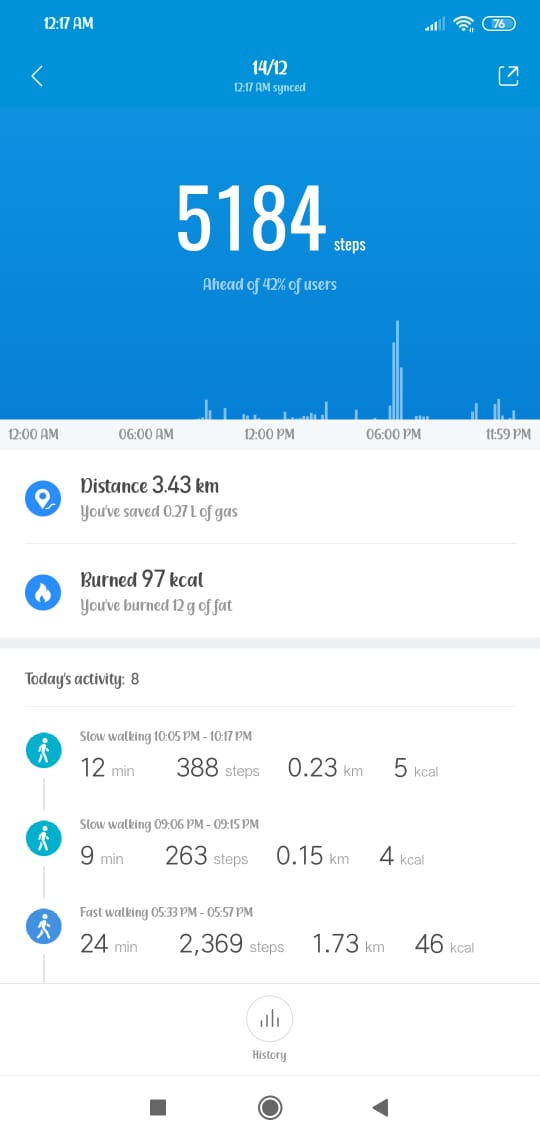 12:17 AM
76
14/12
12:17 AM synced
5184 steps
Ahead of 42% of users
12:00 AM 06:00 AM 12:00 PM 06:00 PM 11:59 PM
Distance 3.43 km
You've saved 0.27 L of gas
Burned 97 kcal
You've burned 12 g of fat
Today's activity: 8
Slow walking 10:05 PM - 10:17 PM
12 min 388 steps 0.23 km 5 kcal
Slow walking 09:06 PM - 09:15 PM
9 min 263 steps 0.15 km 4 kcal
Fast walking 05:33 PM - 05:57 PM
24 min 2,369 steps 1.73 km 46 kcal
History